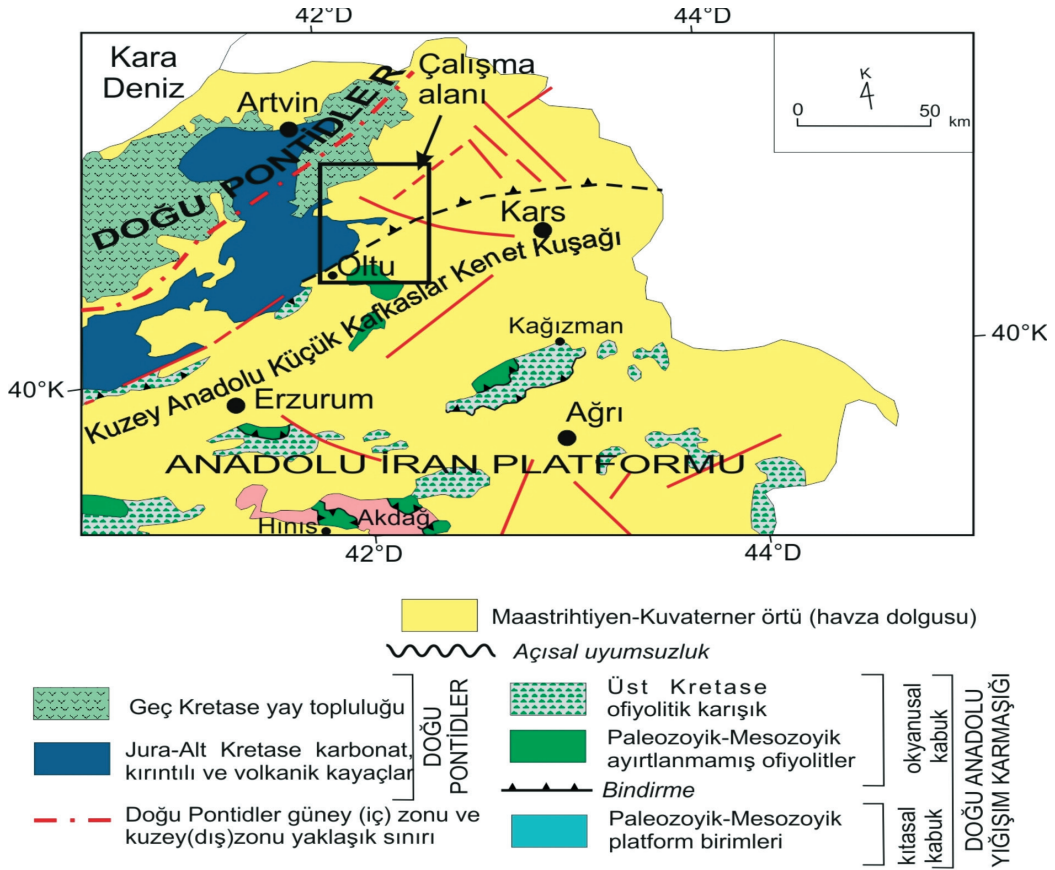 42°D
44°D
Kara
Deniz
Çalışma
alanı
K
0
50
km
Artvin
DOĞU PONTİDLER
Kars
Oltu
Kuzey Anadolu Küçük Kafkaslar Kenet Kuşağı
Kağızman
40°K
40°K
Erzurum
Ağrı
ANADOLU İRAN PLATFORMU
Akdağ
Hınıs
42°D
44°D
Maastrihtiyen-Kuvaterner örtü (havza dolgusu)
Açısal uyumsuzluk
Geç Kretase yay topluluğu
Jura-Alt Kretase karbonat,
kırıntılı ve volkanik kayaçlar
DOĞU
PONTİDLER
Doğu Pontidler güney (iç) zonu ve
kuzey(dış)zonu yaklaşık sınırı
Üst Kretase
ofiyolitik karışık
Paleozoyik-Mesozoyik
ayırtlanmamış ofiyolitler
Bindirme
Paleozoyik-Mesozoyik
platform birimleri
okyanusal
kabuk
kıtasal
kabuk
DOĞU ANADOLU
YIĞIŞIM KARMAŞIĞI